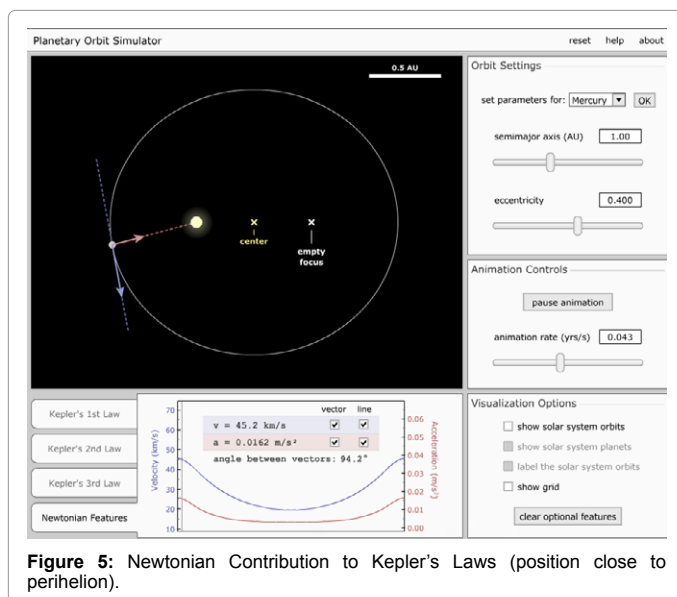 Planetary Orbit Simulator
reset help about
0.5 AU
center
empty
focus
Orbit Settings
set parameters for: Mercury OK
semimajor axis (AU) 1.00
eccentricity 0.400
Animation Controls
pause animation
animation rate (yrs/s) 0.043
Kepler's 1st Law
Kepler's 2nd Law
Kepler's 3rd Law
Newtonian Features
Velocity (km/s)
70
60
50
40
30
20
10
vector line
v = 45.2 km/s
a = 0.0162 m/s²
angle between vectors: 94.2°
0.06
0.05
0.04
0.03
0.02
0.01
0.00
Acceleration (m/s²)
Visualization Options
show solar system orbits
show solar system planets
label the solar system orbits
show grid
clear optional features
Figure 5: Newtonian Contribution to Kepler's Laws (position close to
perihelion).